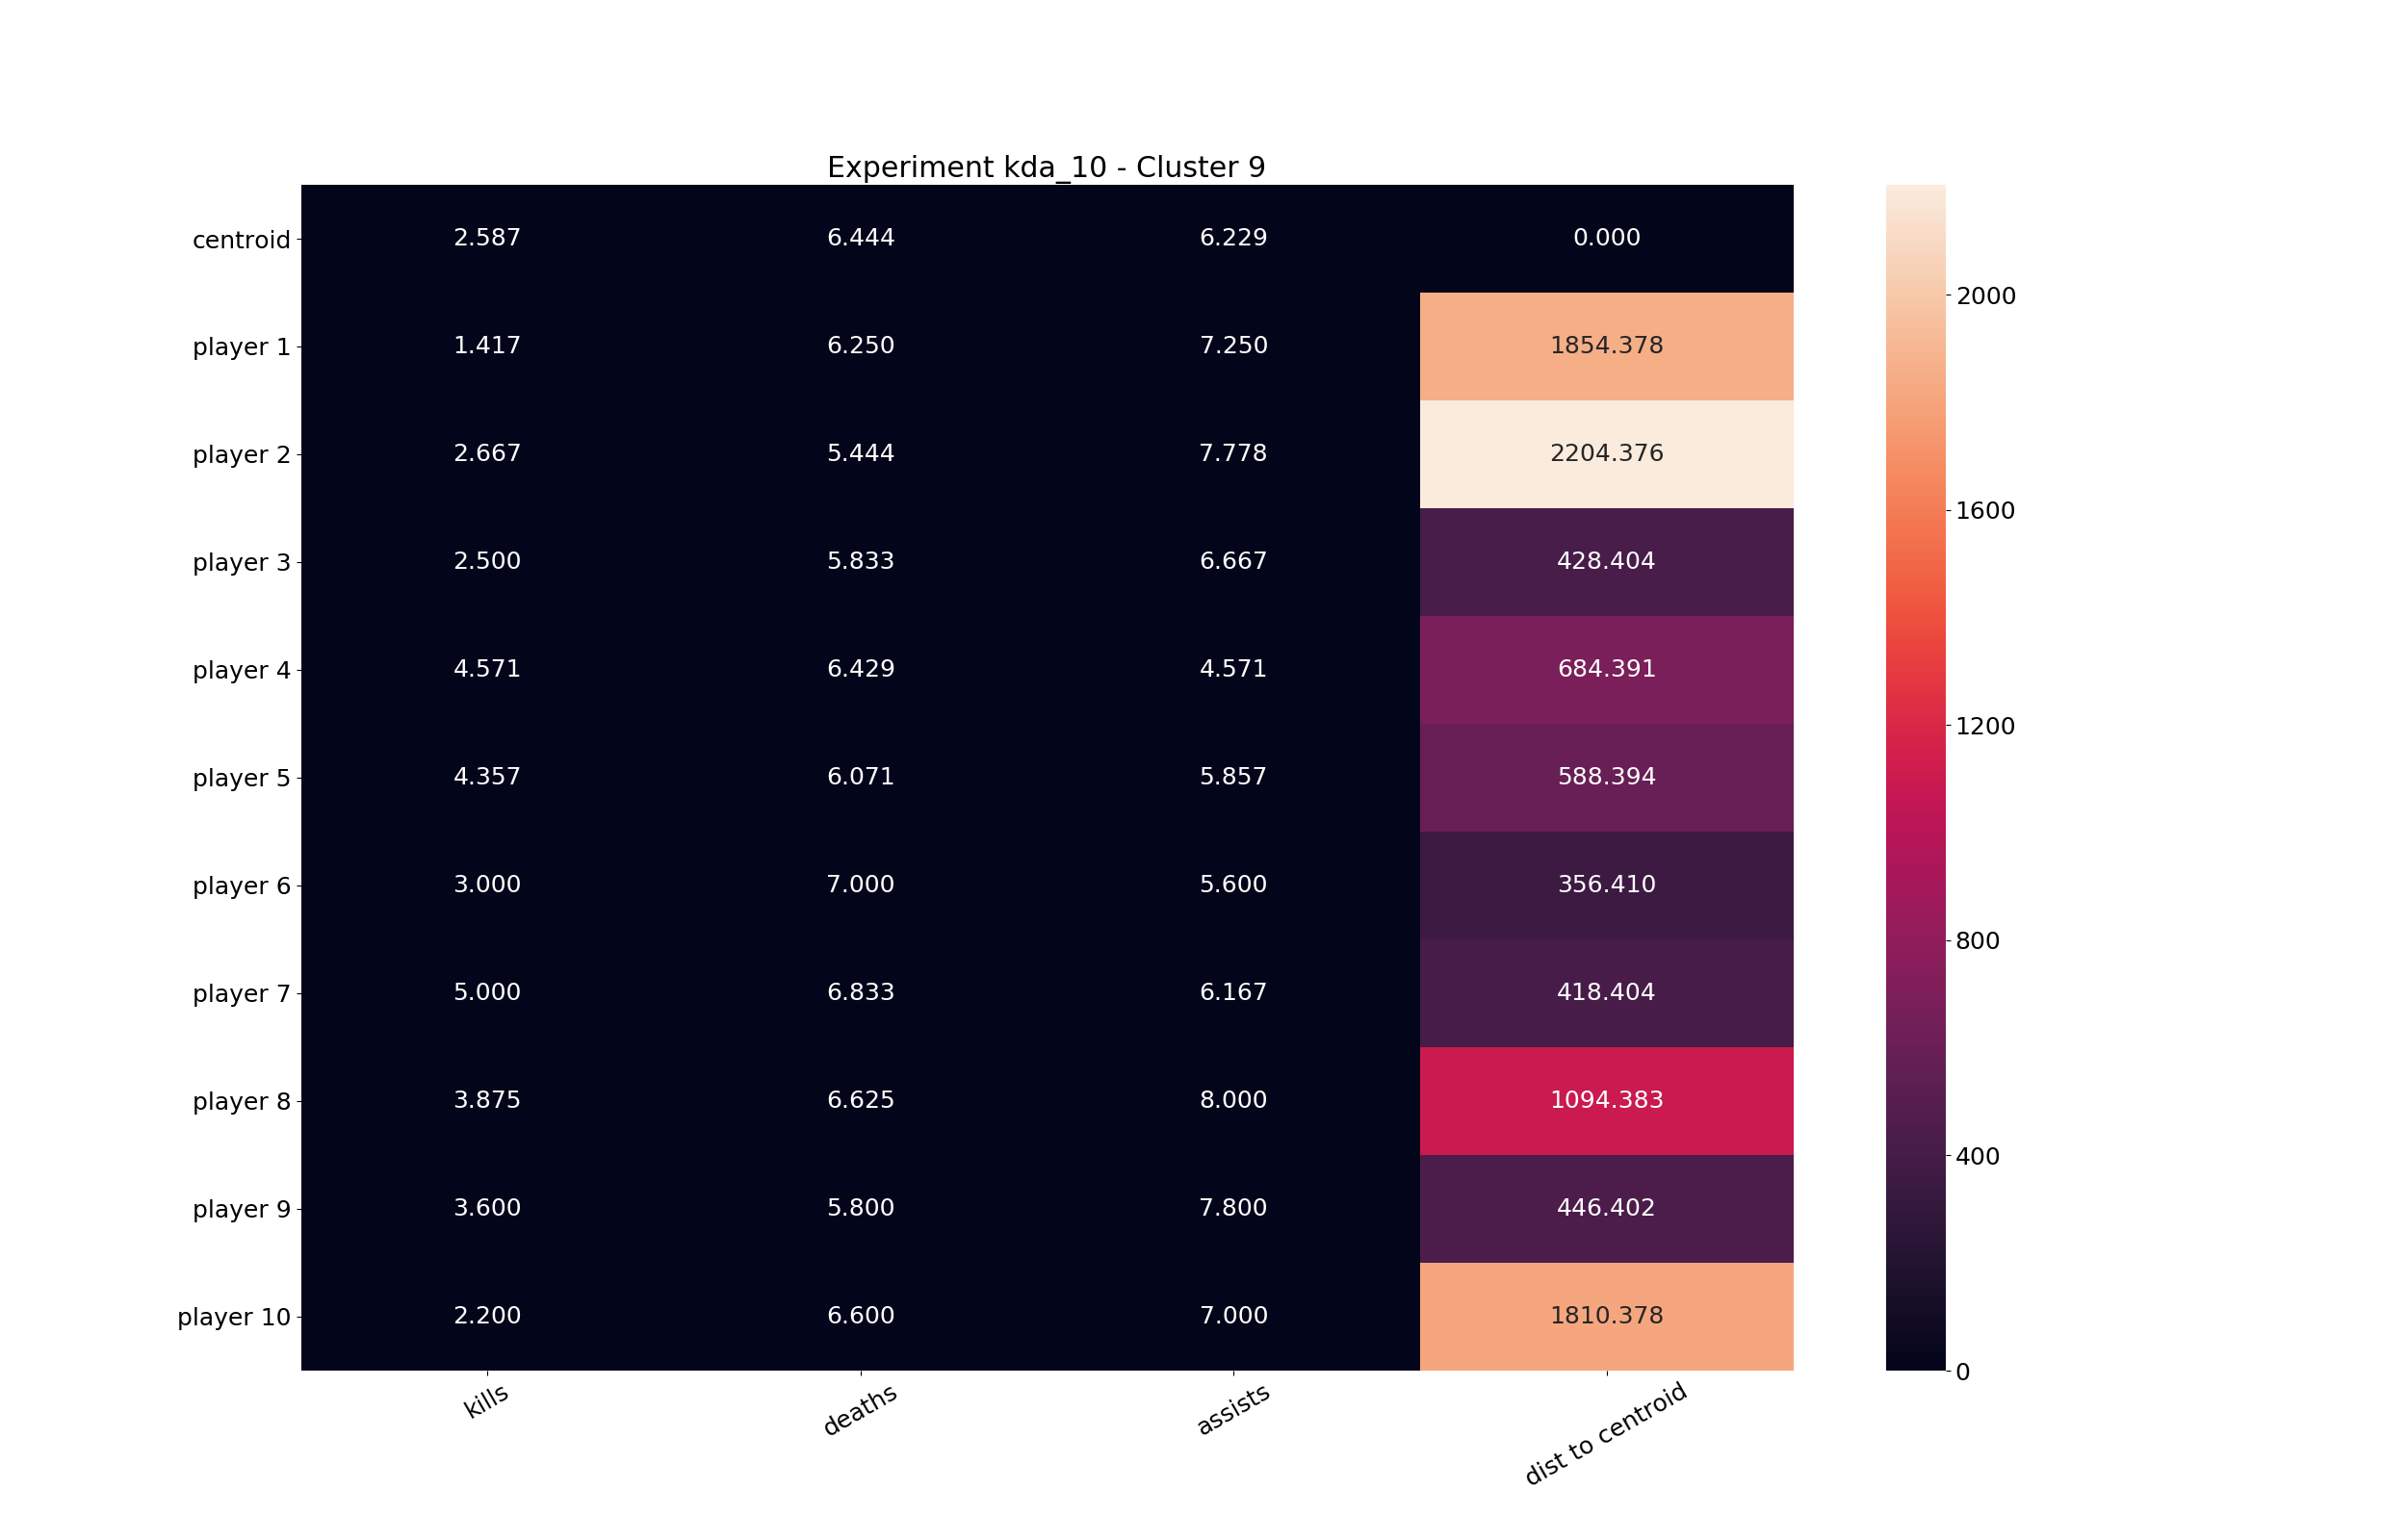 Experiment kda_10 - Cluster 9
centroid 2.587 6.444 6.229 0.000
player 1 1.417 6.250 7.250 1854.378
player 2 2.667 5.444 7.778 2204.376
player 3 2.500 5.833 6.667 428.404
player 4 4.571 6.429 4.571 684.391
player 5 4.357 6.071 5.857 588.394
player 6 3.000 7.000 5.600 356.410
player 7 5.000 6.833 6.167 418.404
player 8 3.875 6.625 8.000 1094.383
player 9 3.600 5.800 7.800 446.402
player 10 2.200 6.600 7.000 1810.378
kills deaths assists dist to centroid
2000
1600
1200
800
400
0